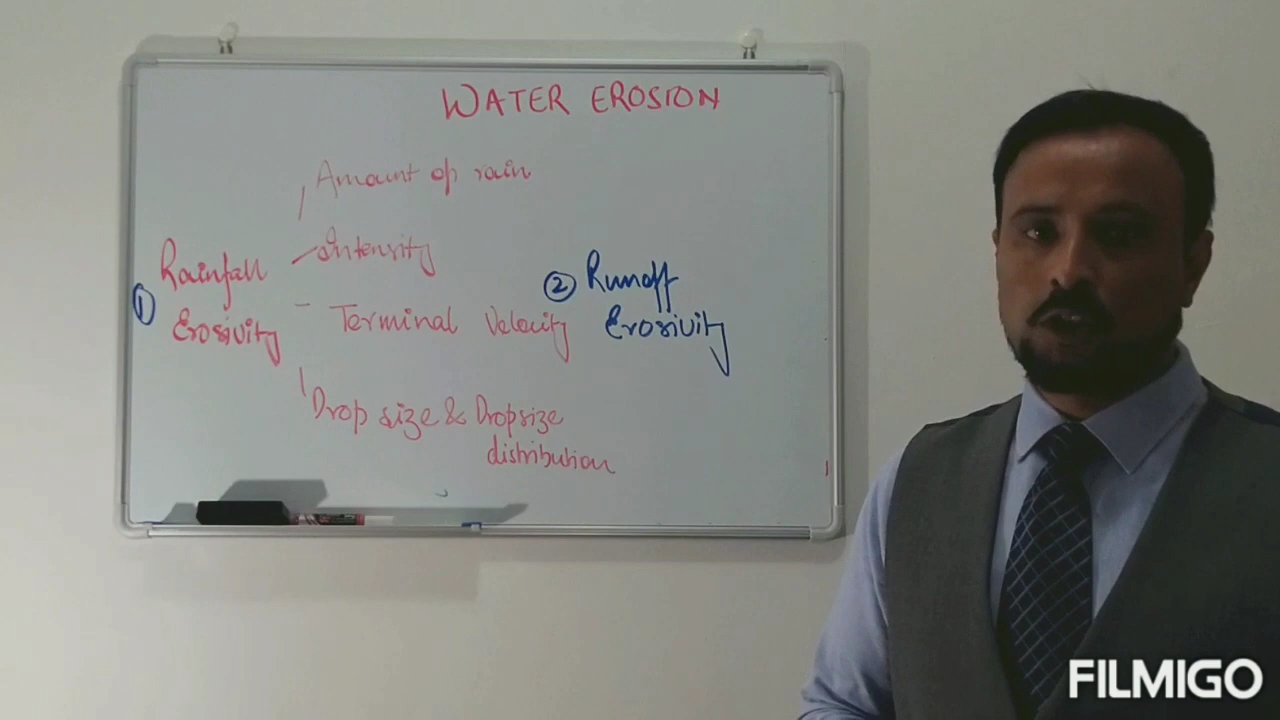 WATER EROSION
Amount of rain
Intensity
① Rainfall
Erosivity
Terminal Velocity
② Runoff
Erosivity
Drop size & Dropsize
distribution
FILMIGO